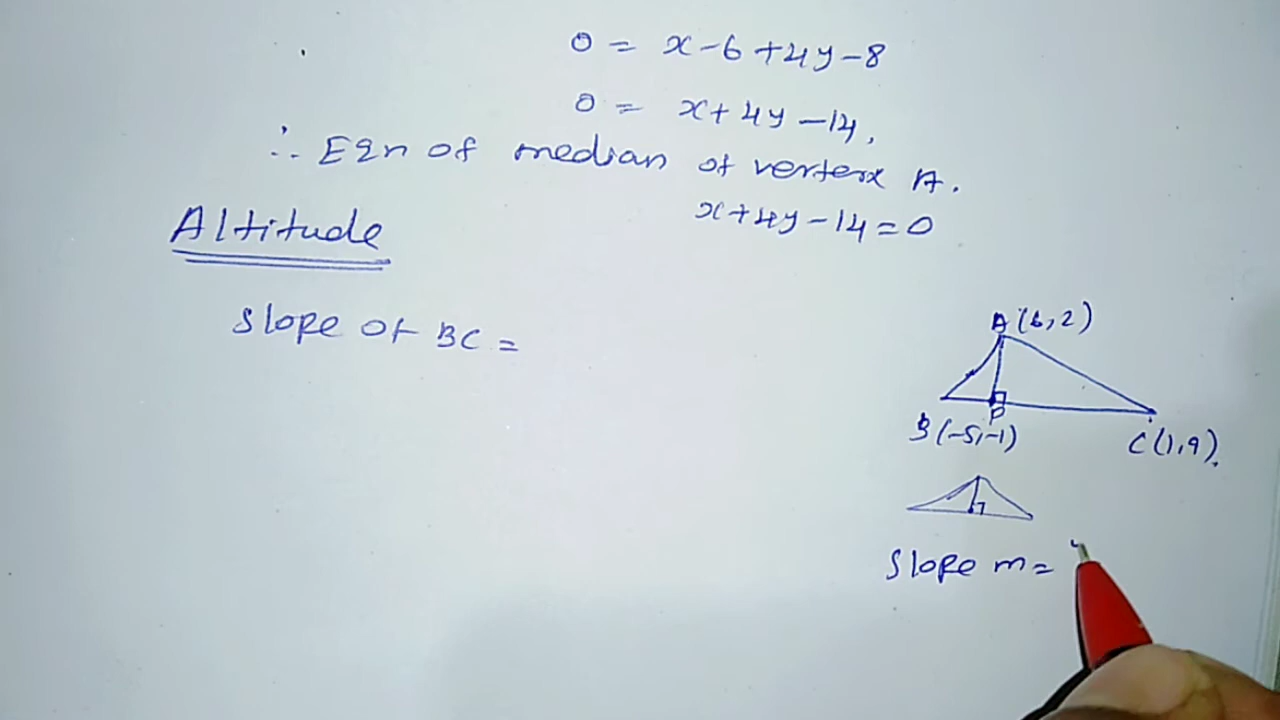 0 = x-6+4y-8
0 = x+4y-14,
∴ Eqn of median of vertex A.
x+4y-14=0
Altitude
Slope of BC =
A(6,2)
D
B(-5,-1)
C(1,9).
Slope m=